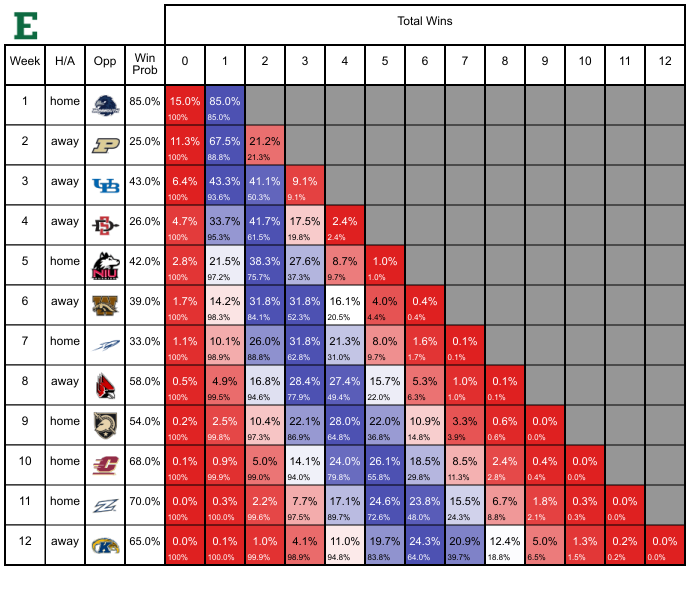 E
Total Wins
Week H/A Opp Win Prob 0 1 2 3 4 5 6 7 8 9 10 11 12
1 home 85.0% 15.0% 85.0%
100% 85.0%
2 away P 25.0% 11.3% 67.5% 21.2%
100% 88.8% 21.3%
3 away UB 43.0% 6.4% 43.3% 41.1% 9.1%
100% 93.6% 50.3% 9.1%
4 away SD 26.0% 4.7% 33.7% 41.7% 17.5% 2.4%
100% 95.3% 61.5% 19.8% 2.4%
5 home NIU 42.0% 2.8% 21.5% 38.3% 27.6% 8.7% 1.0%
100% 97.2% 75.7% 37.3% 9.7% 1.0%
6 away W 39.0% 1.7% 14.2% 31.8% 31.8% 16.1% 4.0% 0.4%
100% 98.3% 84.1% 52.3% 20.5% 4.4% 0.4%
7 home 33.0% 1.1% 10.1% 26.0% 31.8% 21.3% 8.0% 1.6% 0.1%
100% 98.9% 88.8% 62.8% 31.0% 9.7% 1.7% 0.1%
8 away 58.0% 0.5% 4.9% 16.8% 28.4% 27.4% 15.7% 5.3% 1.0% 0.1%
100% 99.5% 94.6% 77.9% 49.4% 22.0% 6.3% 1.0% 0.1%
9 home 54.0% 0.2% 2.5% 10.4% 22.1% 28.0% 22.0% 10.9% 3.3% 0.6% 0.0%
100% 99.8% 97.3% 86.9% 64.8% 36.8% 14.8% 3.9% 0.6% 0.0%
10 home C 68.0% 0.1% 0.9% 5.0% 14.1% 24.0% 26.1% 18.5% 8.5% 2.4% 0.4% 0.0%
100% 99.9% 99.0% 94.0% 79.8% 55.8% 29.8% 11.3% 2.8% 0.4% 0.0%
11 home Z 70.0% 0.0% 0.3% 2.2% 7.7% 17.1% 24.6% 23.8% 15.5% 6.7% 1.8% 0.3% 0.0%
100% 100.0% 99.6% 97.5% 89.7% 72.6% 48.0% 24.3% 8.8% 2.1% 0.3% 0.0%
12 away K 65.0% 0.0% 0.1% 1.0% 4.1% 11.0% 19.7% 24.3% 20.9% 12.4% 5.0% 1.3% 0.2% 0.0%
100% 100.0% 99.9% 98.9% 94.8% 83.8% 64.0% 39.7% 18.8% 6.5% 1.5% 0.2% 0.0%